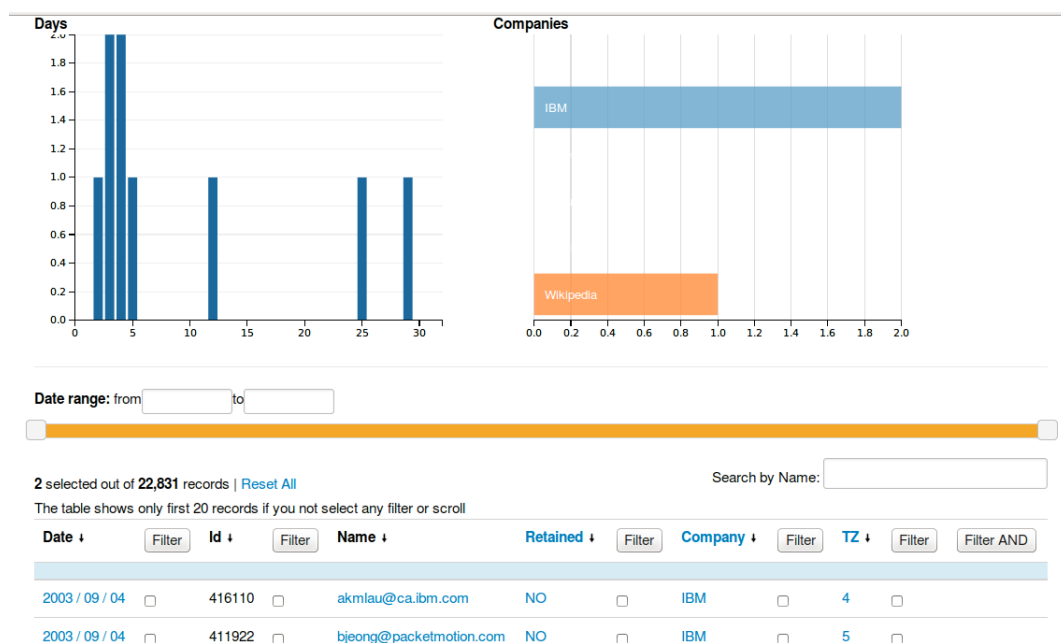 Days
Companies
2.0
1.8
1.6
1.4
1.2
1.0
0.8
0.6
0.4
0.2
0.0
0 5 10 15 20 25 30
IBM
Wikipedia
0.0 0.2 0.4 0.6 0.8 1.0 1.2 1.4 1.6 1.8 2.0
Date range: from to
2 selected out of 22,831 records | Reset All
Search by Name:
The table shows only first 20 records if you not select any filter or scroll
Date ↓ Filter Id ↓ Filter Name ↓ Retained ↓ Filter Company ↓ Filter TZ ↓ Filter Filter AND
2003 / 09 / 04 416110 akmlau@ca.ibm.com NO IBM 4
2003 / 09 / 04 411922 bjeong@packetmotion.com NO IBM 5